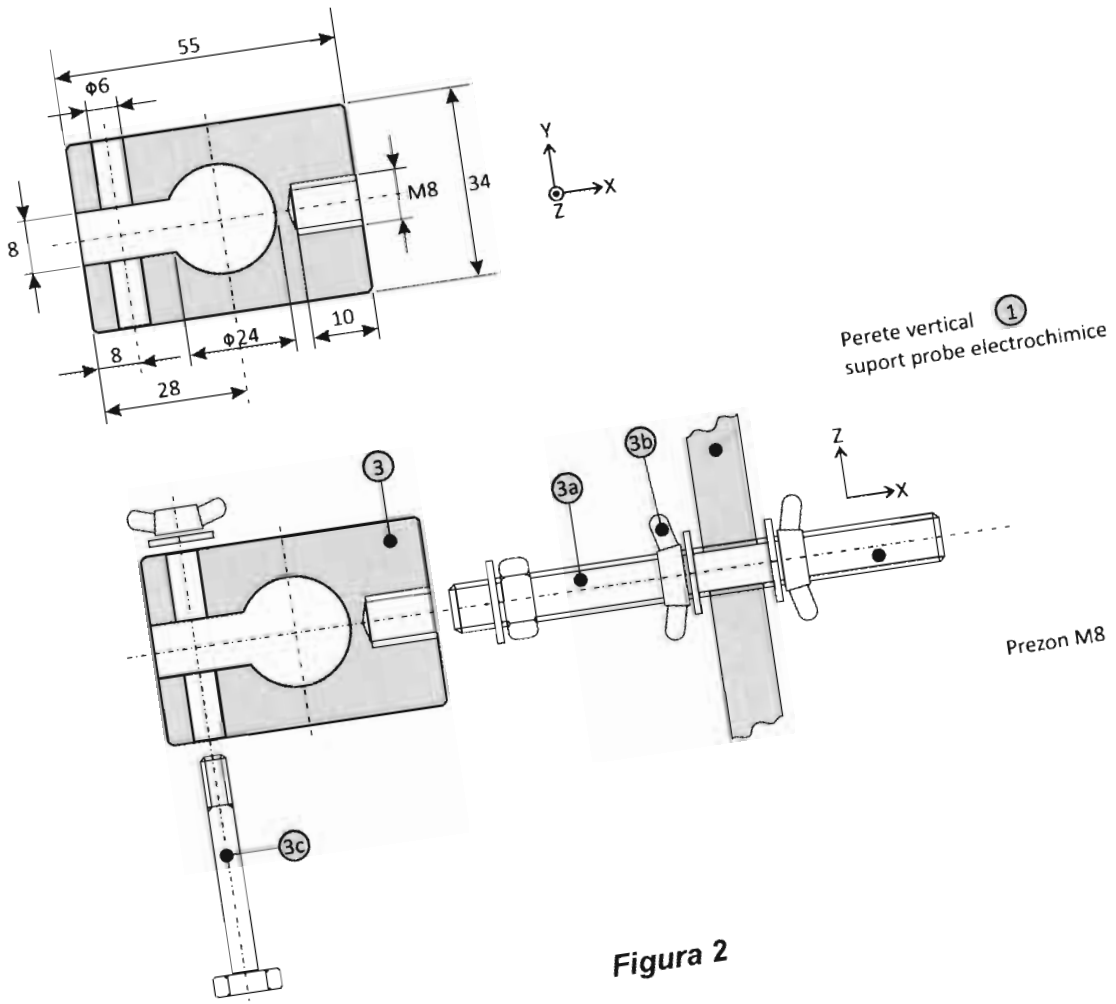 55
Φ6
34
M8
8
Φ24
10
8
28
Y
X
Z
Perete vertical 1
suport probe electrochimice
3
3a
3b
Z
X
Prezon M8
3c
Figura 2